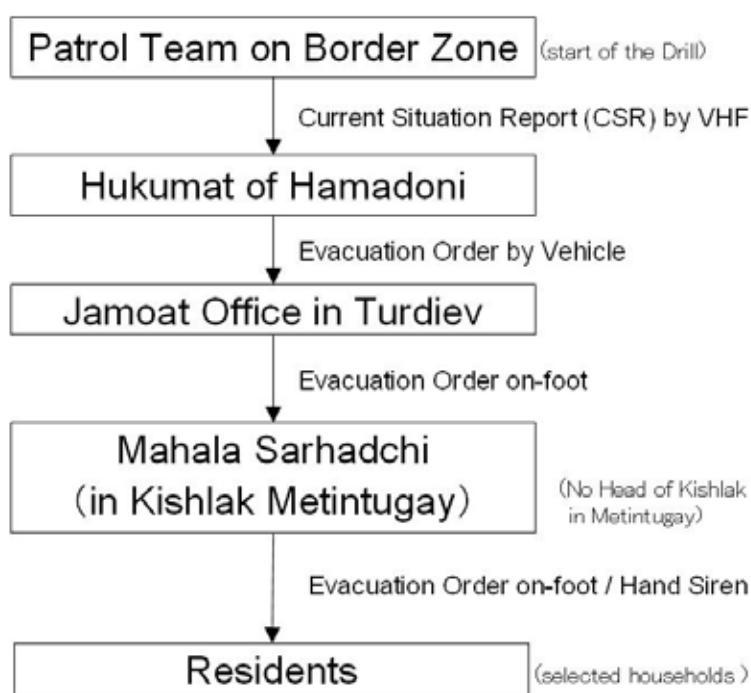 Patrol Team on Border Zone (start of the Drill)
Current Situation Report (CSR) by VHF
Hukumat of Hamadoni
Evacuation Order by Vehicle
Jamoat Office in Turdiev
Evacuation Order on-foot
Mahala Sarhadchi
(in Kishlak Metintugay)
(No Head of Kishlak
in Metintugay)
Evacuation Order on-foot / Hand Siren
Residents (selected households)